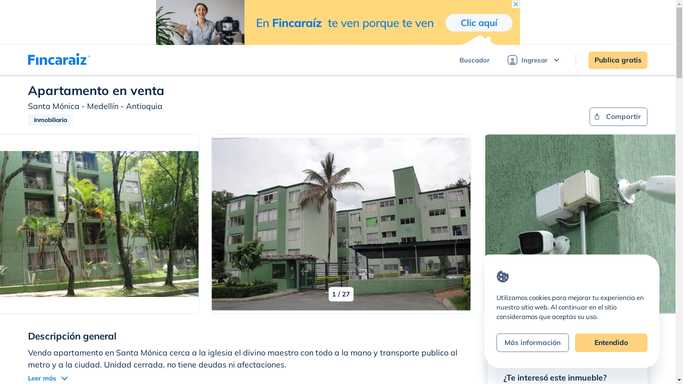 En Fincaraíz te ven porque te ven
Clic aquí
Fincaraíz
Buscador
Ingresar
Publica gratis
Apartamento en venta
Santa Mónica - Medellín - Antioquia
Inmobiliaria
Compartir
1 / 27
Utilizamos cookies para mejorar tu experiencia en
nuestro sitio web. Al continuar en el sitio
consideramos que aceptas su uso.
Más información
Entendido
Descripción general
Vendo apartamento en Santa Mónica cerca a la iglesia el divino maestro con todo a la mano y transporte publico al
metro y a la ciudad. Unidad cerrada, no tiene deudas ni afectaciones.
Leer más
¿Te interesó este inmueble?